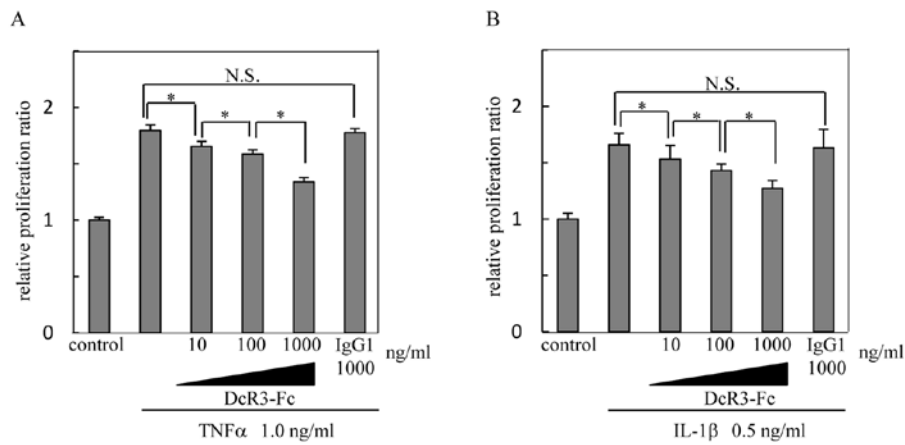 A
N.S.
*
*
*
relative proliferation ratio
2
1
0
control
10
100
1000
IgG1
1000
ng/ml
DcR3-Fc
TNFα 1.0 ng/ml
B
N.S.
*
*
*
relative proliferation ratio
2
1
0
control
10
100
1000
IgG1
1000
ng/ml
DcR3-Fc
IL-1β 0.5 ng/ml